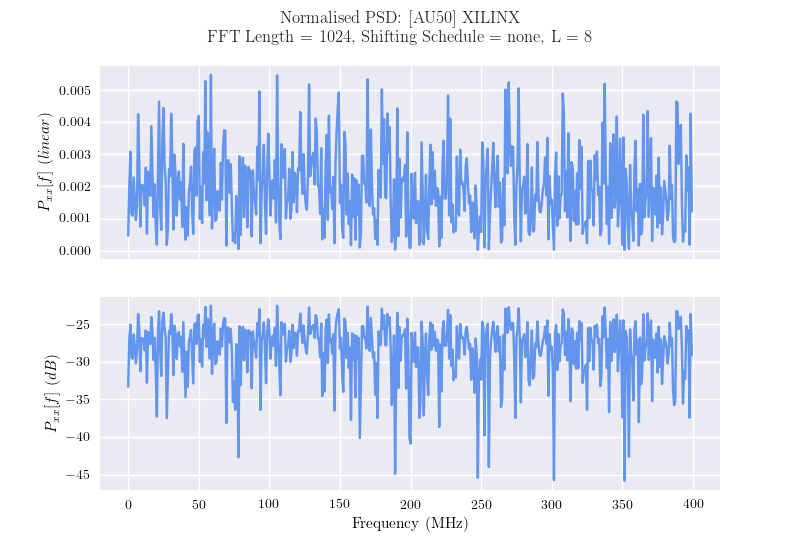 Normalised PSD: [AU50] XILINX
FFT Length = 1024, Shifting Schedule = none, L = 8
P_xx[f] (linear)
0.005
0.004
0.003
0.002
0.001
0.000
P_xx[f] (dB)
−25
−30
−35
−40
−45
0 50 100 150 200 250 300 350 400
Frequency (MHz)